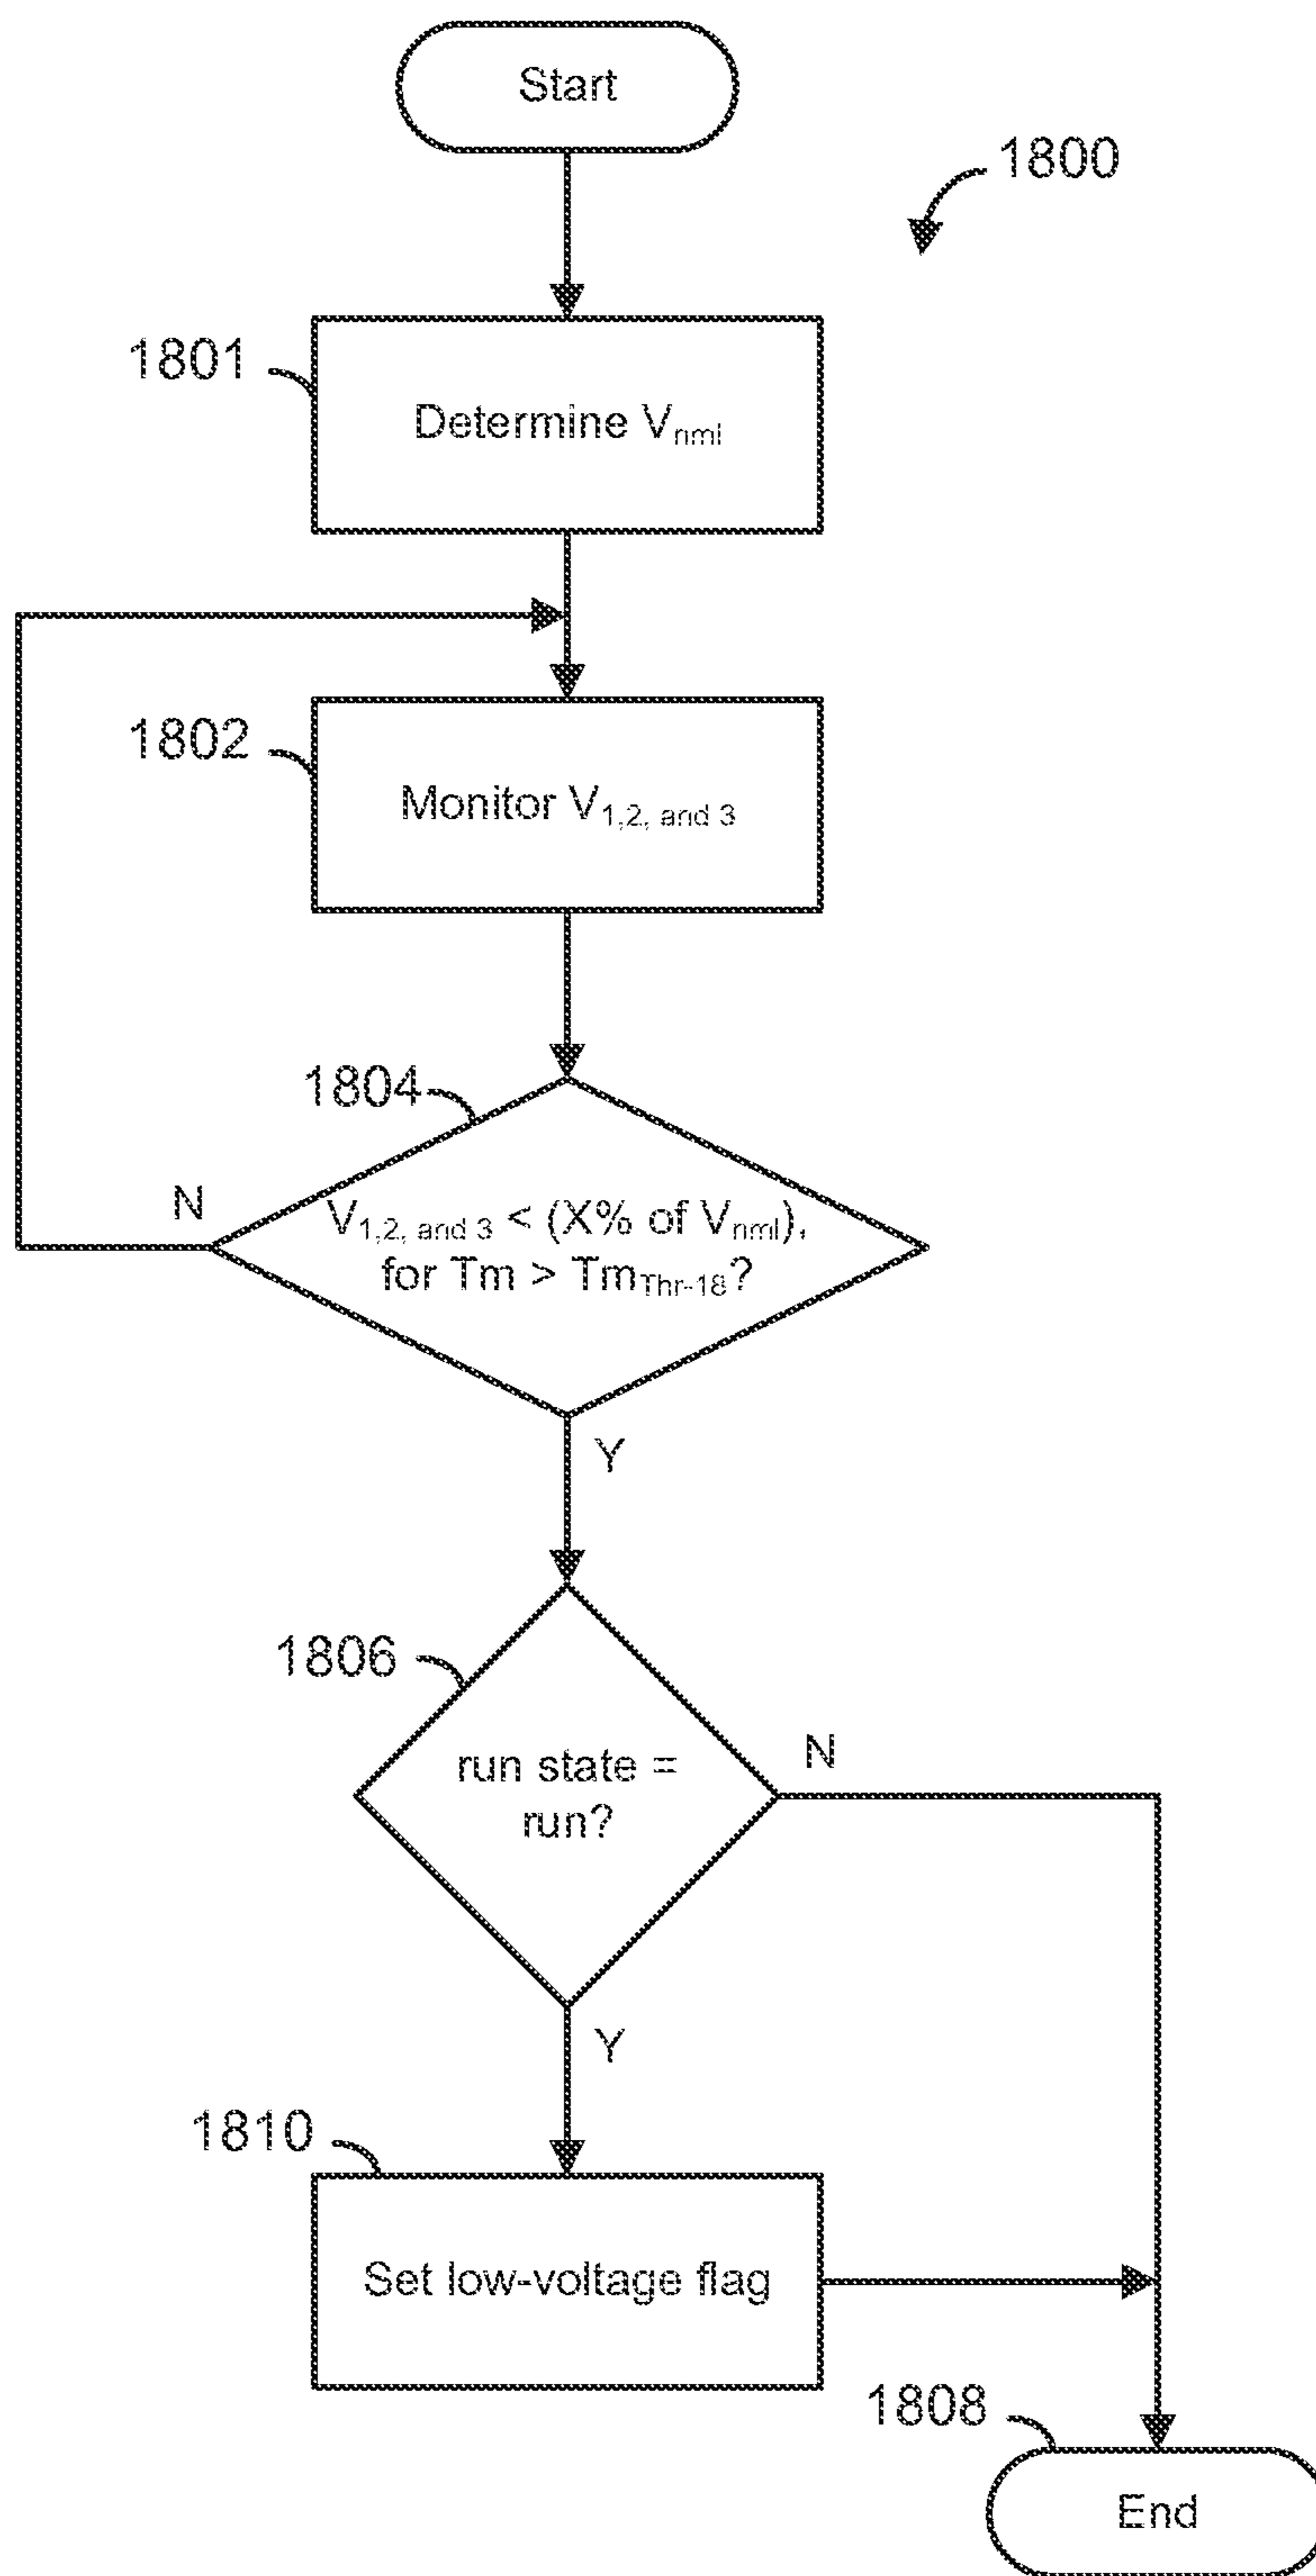 Start
1800
1801
Determine Vnml
1802
Monitor V1,2, and 3
1804
N
V1,2, and 3 < (X% of Vnml),
for Tm > TmThr-18?
Y
1806
run state =
run?
N
Y
1810
Set low-voltage flag
1808
End